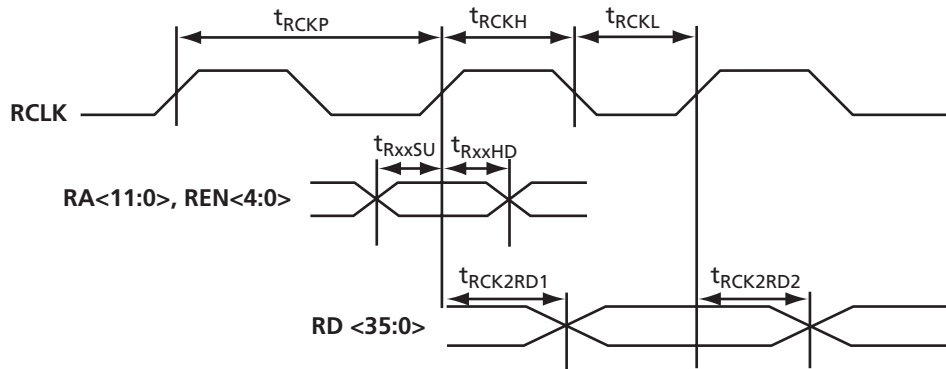 tRCKP tRCKH tRCKL
RCLK
tRxxSU tRxxHD
RA<11:0>, REN<4:0>
tRCK2RD1 tRCK2RD2
RD <35:0>